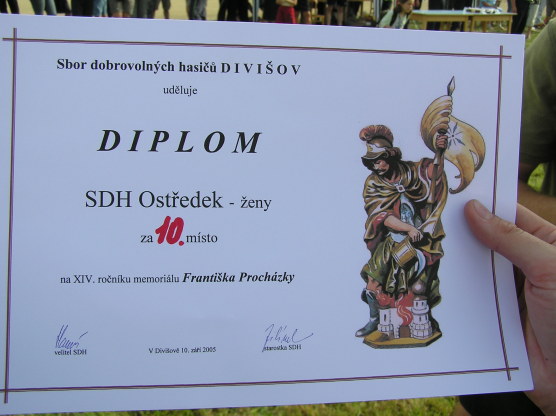 Sbor dobrovolných hasičů DIVIŠOV
uděluje
DIPLOM
SDH Ostředek - ženy
za 10. místo
na XIV. ročníku memoriálu Františka Procházky
velitel SDH
V Divišově 10. září 2005
starostka SDH